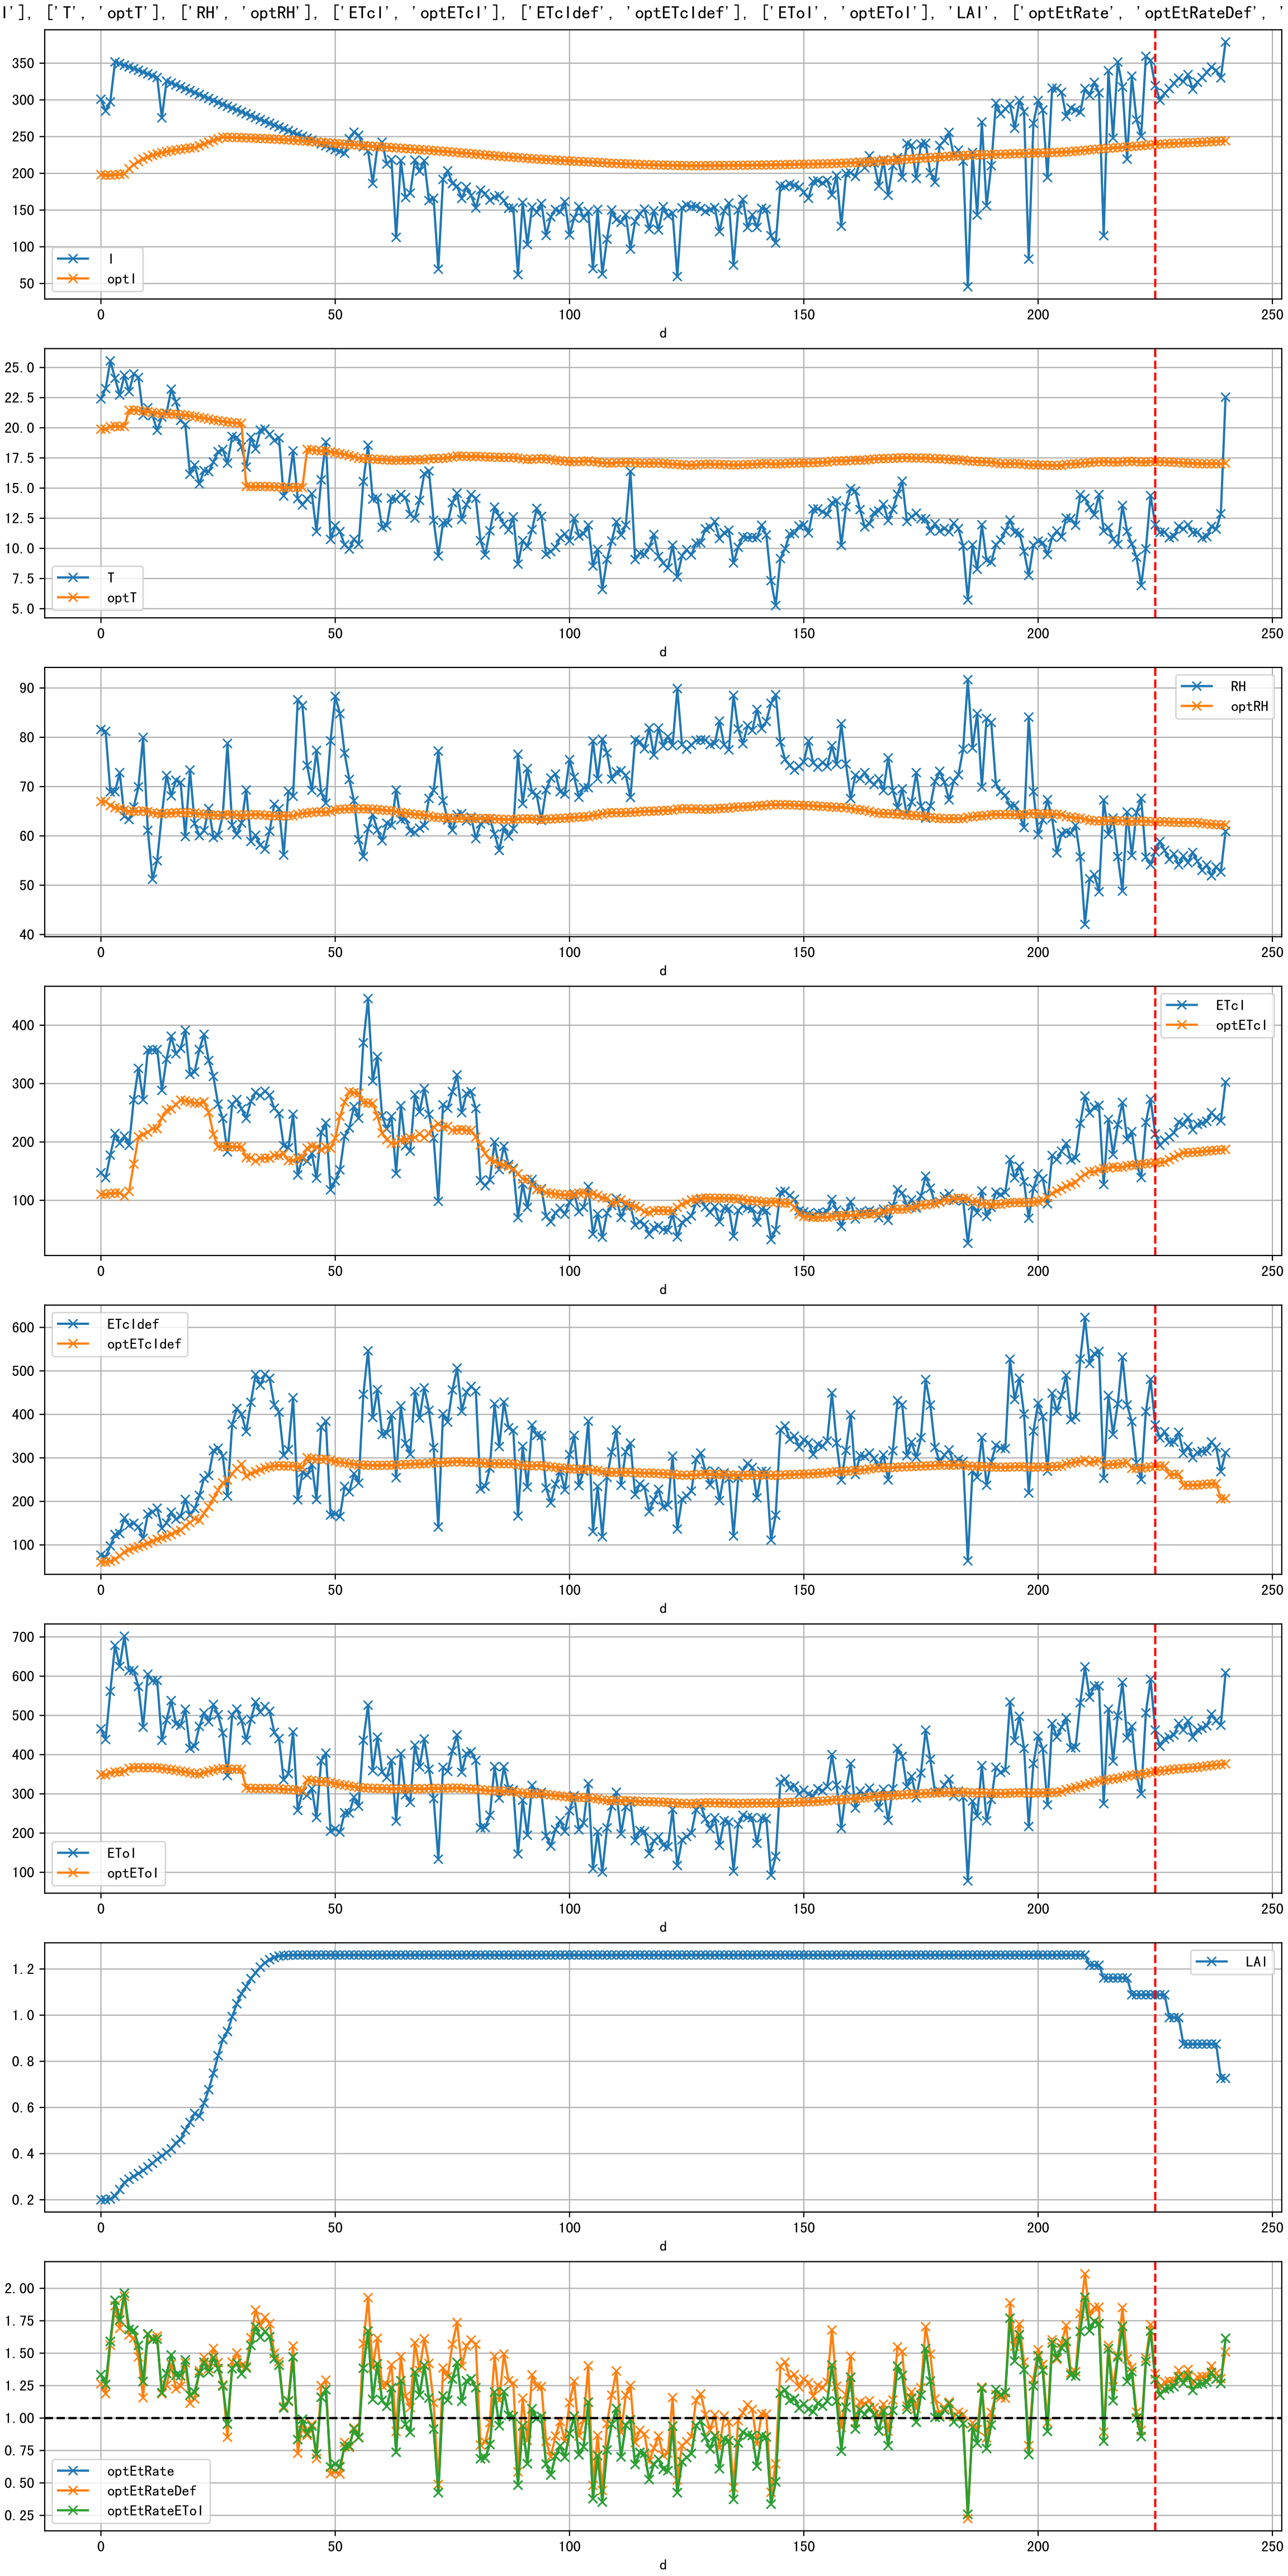 I'], ['T', 'optT'], ['RH', 'optRH'], ['ETcI', 'optETcI'], ['ETcIdef', 'optETcIdef'], ['EToI', 'optEToI'], 'LAI', ['optEtRate', 'optEtRateDef', '
350
300
250
200
150
100
50
I
optI
0 50 100 150 200 250
d
25.0
22.5
20.0
17.5
15.0
12.5
10.0
7.5
5.0
T
optT
0 50 100 150 200 250
d
90
80
70
60
50
40
RH
optRH
0 50 100 150 200 250
d
400
300
200
100
ETcI
optETcI
0 50 100 150 200 250
d
600
500
400
300
200
100
ETcIdef
optETcIdef
0 50 100 150 200 250
d
700
600
500
400
300
200
100
EToI
optEToI
0 50 100 150 200 250
d
1.2
1.0
0.8
0.6
0.4
0.2
LAI
0 50 100 150 200 250
d
2.00
1.75
1.50
1.25
1.00
0.75
0.50
0.25
optEtRate
optEtRateDef
optEtRateEToI
0 50 100 150 200 250
d